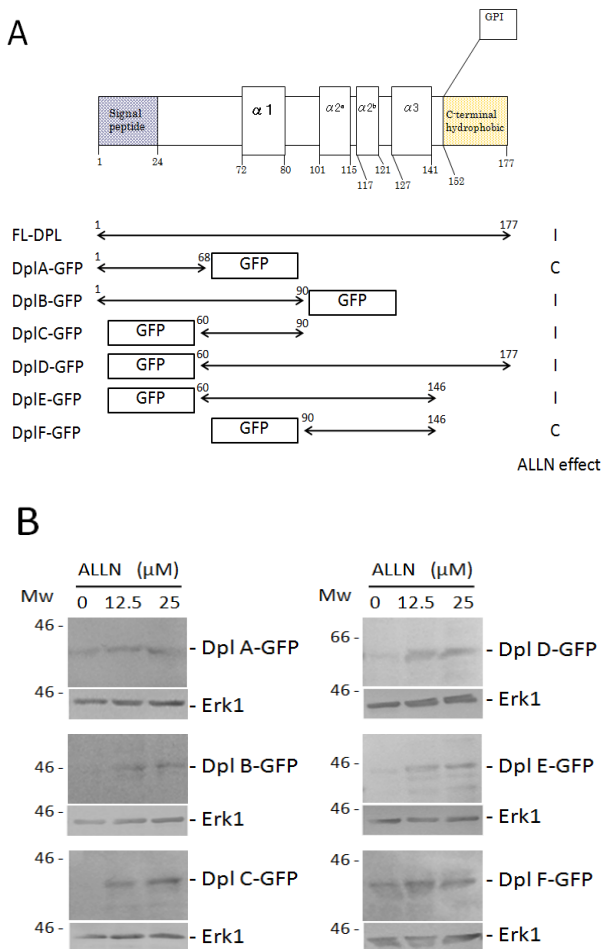 A
GPI
Signal peptide
α1
α2ᵃ
α2ᵇ
α3
C-terminal hydrophobic
1 24 72 80 101 115 117 121 127 141 152 177
FL-DPL 1 177 I
DplA-GFP 1 68 GFP C
DplB-GFP 1 90 GFP I
DplC-GFP GFP 60 90 I
DplD-GFP GFP 60 177 I
DplE-GFP GFP 60 146 I
DplF-GFP GFP 90 146 C
ALLN effect
B
ALLN (μM)
Mw 0 12.5 25
46 - - Dpl A-GFP
46 - - Erk1
46 - - Dpl B-GFP
46 - - Erk1
46 - - Dpl C-GFP
46 - - Erk1
ALLN (μM)
Mw 0 12.5 25
66 - - Dpl D-GFP
46 - - Erk1
46 - - Dpl E-GFP
46 - - Erk1
46 - - Dpl F-GFP
46 - - Erk1